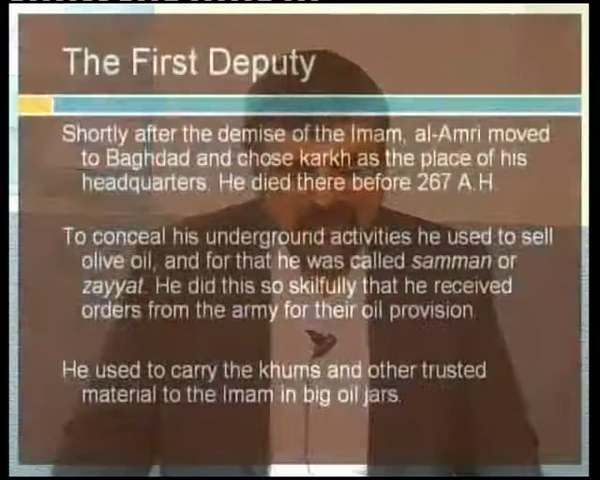 The First Deputy
Shortly after the demise of the Imam, al-Amri moved
to Baghdad and chose karkh as the place of his
headquarters. He died there before 267 A.H.
To conceal his underground activities he used to sell
olive oil, and for that he was called samman or
zayyat. He did this so skilfully that he received
orders from the army for their oil provision.
He used to carry the khums and other trusted
material to the Imam in big oil jars.